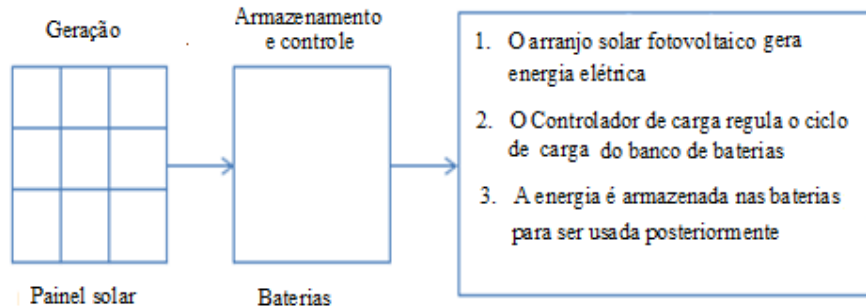 Geração
Armazenamento
e controle
1. O arranjo solar fotovoltaico gera
energia elétrica
2. O Controlador de carga regula o ciclo
de carga do banco de baterias
3. A energia é armazenada nas baterias
para ser usada posteriormente
Painel solar
Baterias